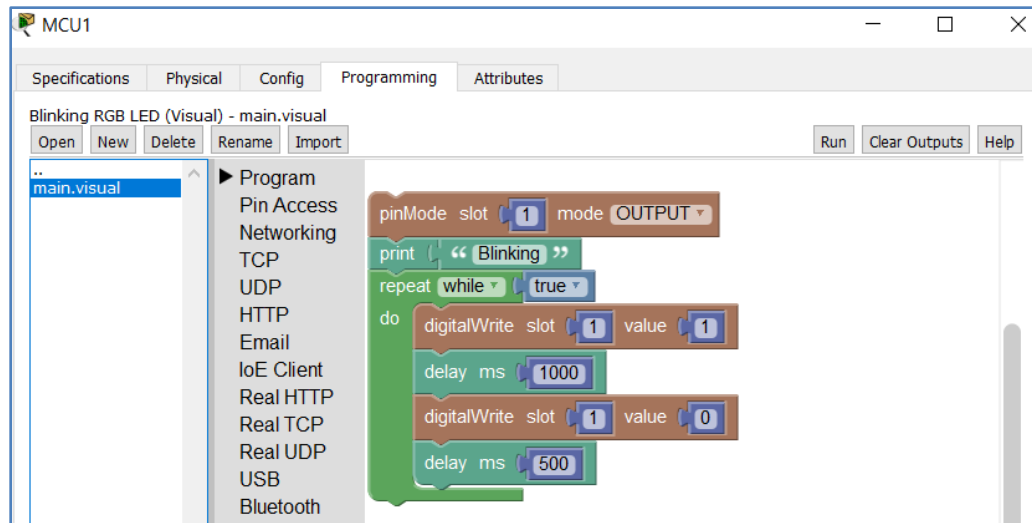 MCU1
Specifications Physical Config Programming Attributes
Blinking RGB LED (Visual) - main.visual
Open New Delete Rename Import Run Clear Outputs Help
..
main.visual
Program
Pin Access
Networking
TCP
UDP
HTTP
Email
IoE Client
Real HTTP
Real TCP
Real UDP
USB
Bluetooth
pinMode slot 1 mode OUTPUT
print “ Blinking ”
repeat while true
do
digitalWrite slot 1 value 1
delay ms 1000
digitalWrite slot 1 value 0
delay ms 500